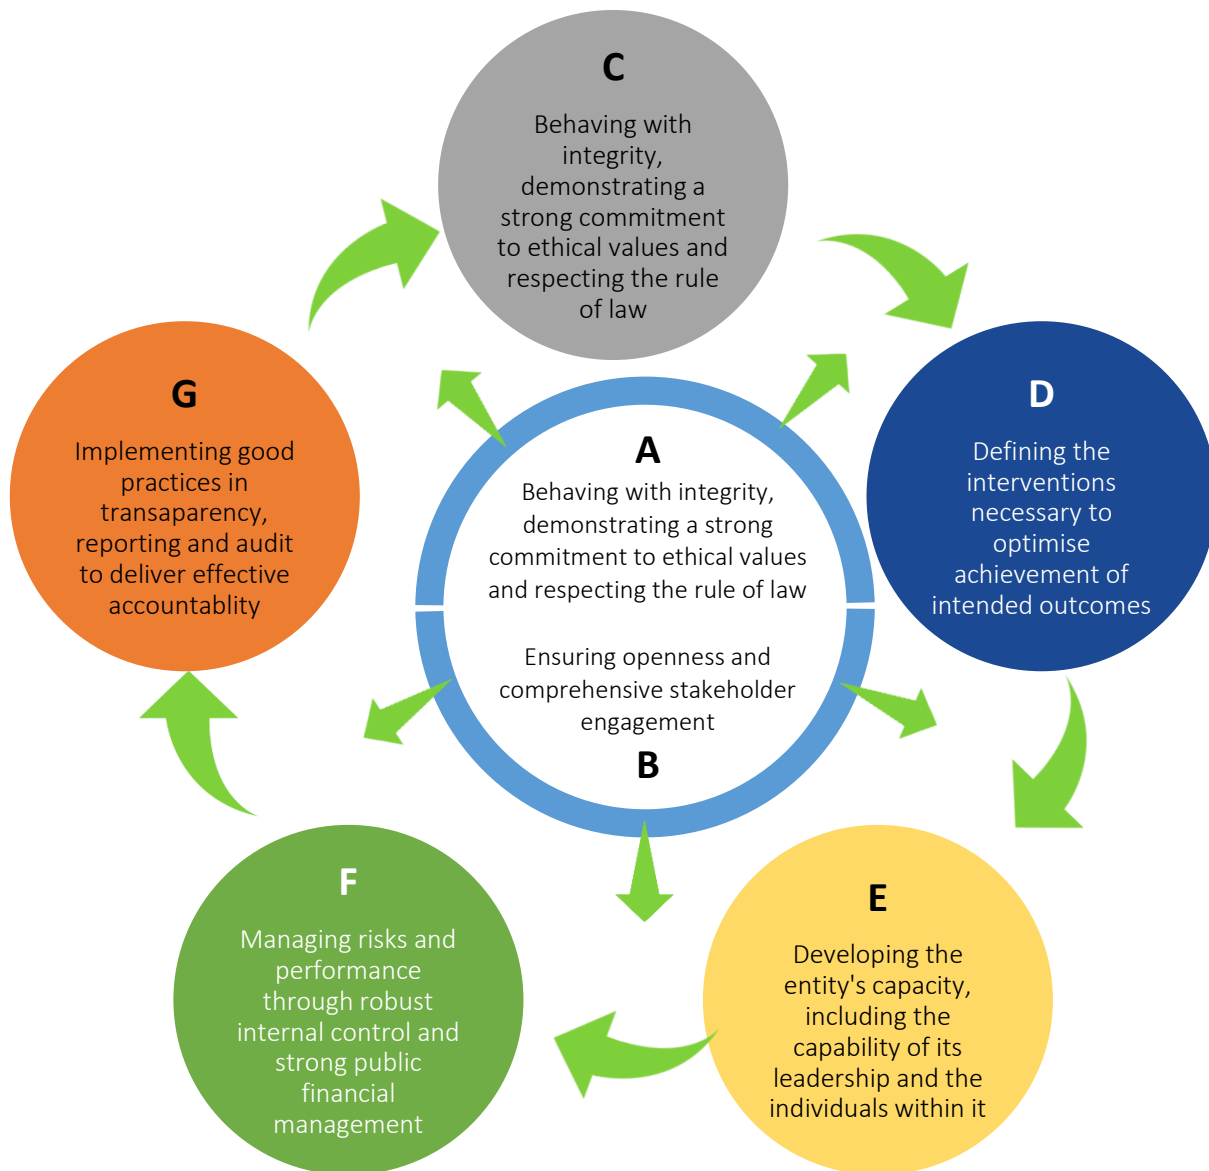 C
Behaving with
integrity,
demonstrating a
strong commitment
to ethical values and
respecting the rule
of law
G
Implementing good
practices in
transaparency,
reporting and audit
to deliver effective
accountablity
A
Behaving with integrity,
demonstrating a strong
commitment to ethical values
and respecting the rule of law
Ensuring openness and
comprehensive stakeholder
engagement
B
D
Defining the
interventions
necessary to
optimise
achievement of
intended outcomes
F
Managing risks and
performance
through robust
internal control and
strong public
financial
management
E
Developing the
entity's capacity,
including the
capability of its
leadership and the
individuals within it